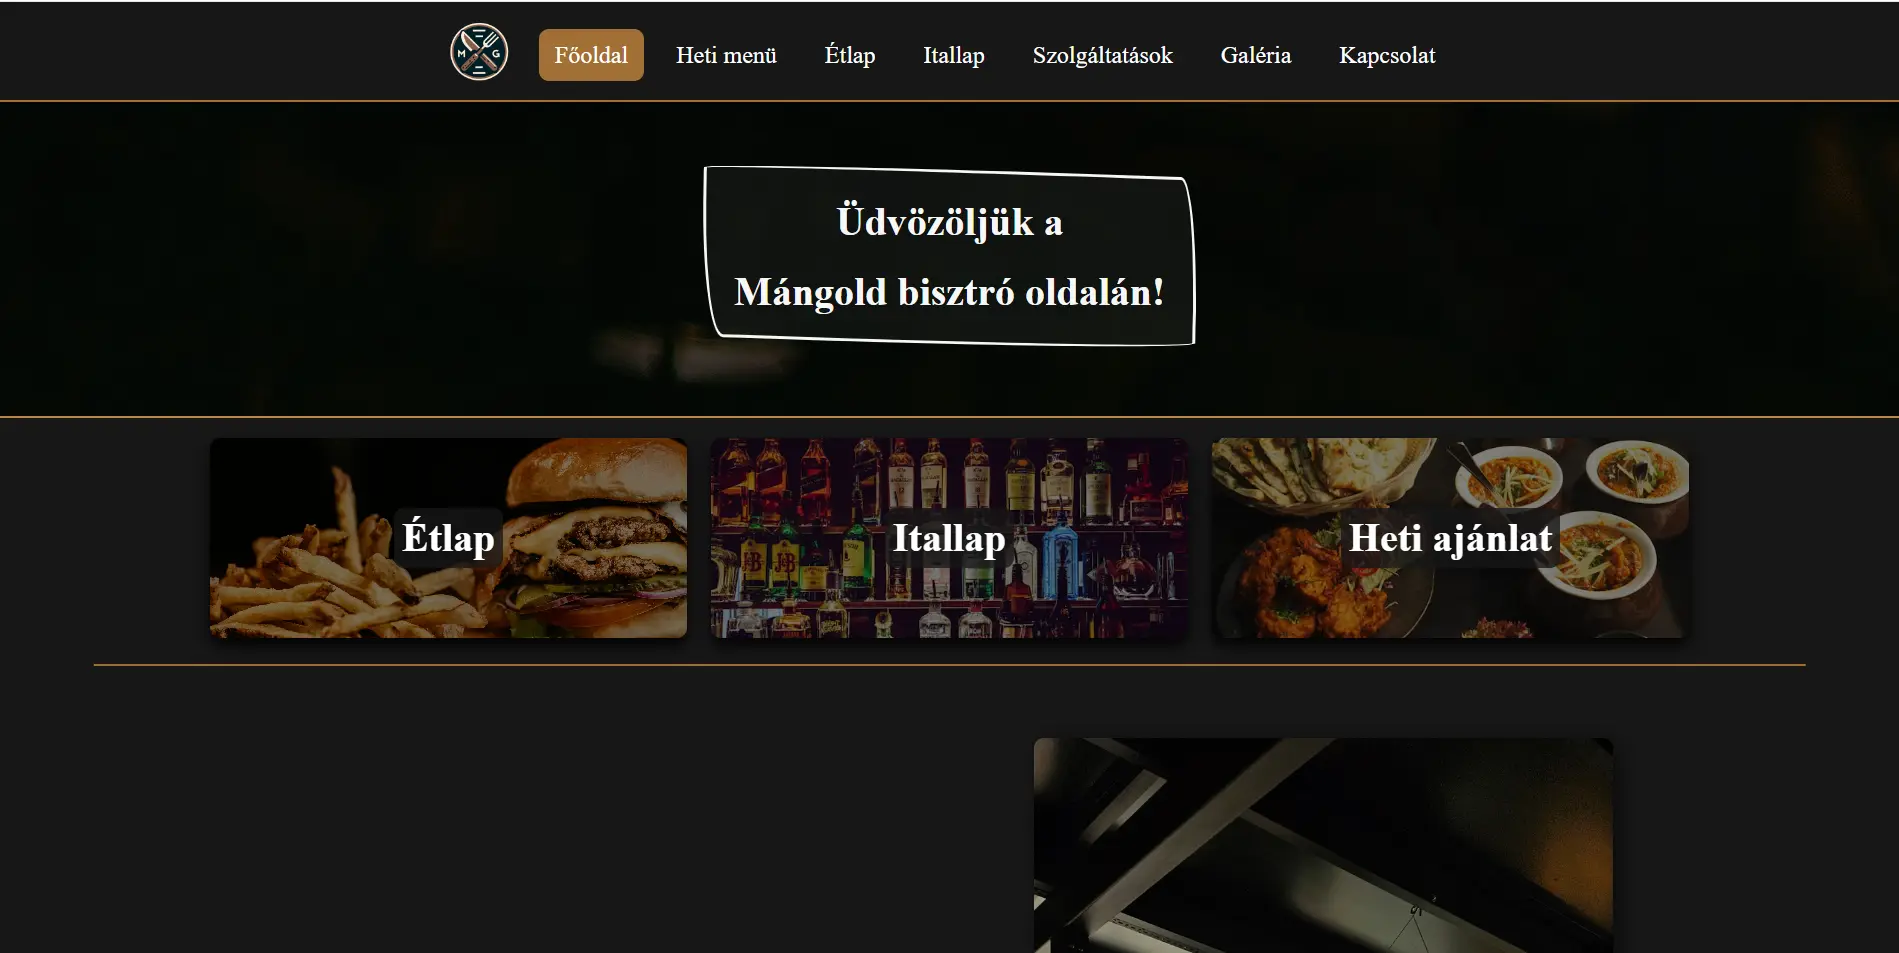 M G
Főoldal Heti menü Étlap Itallap Szolgáltatások Galéria Kapcsolat
Üdvözöljük a
Mángold bisztró oldalán!
Étlap Itallap Heti ajánlat